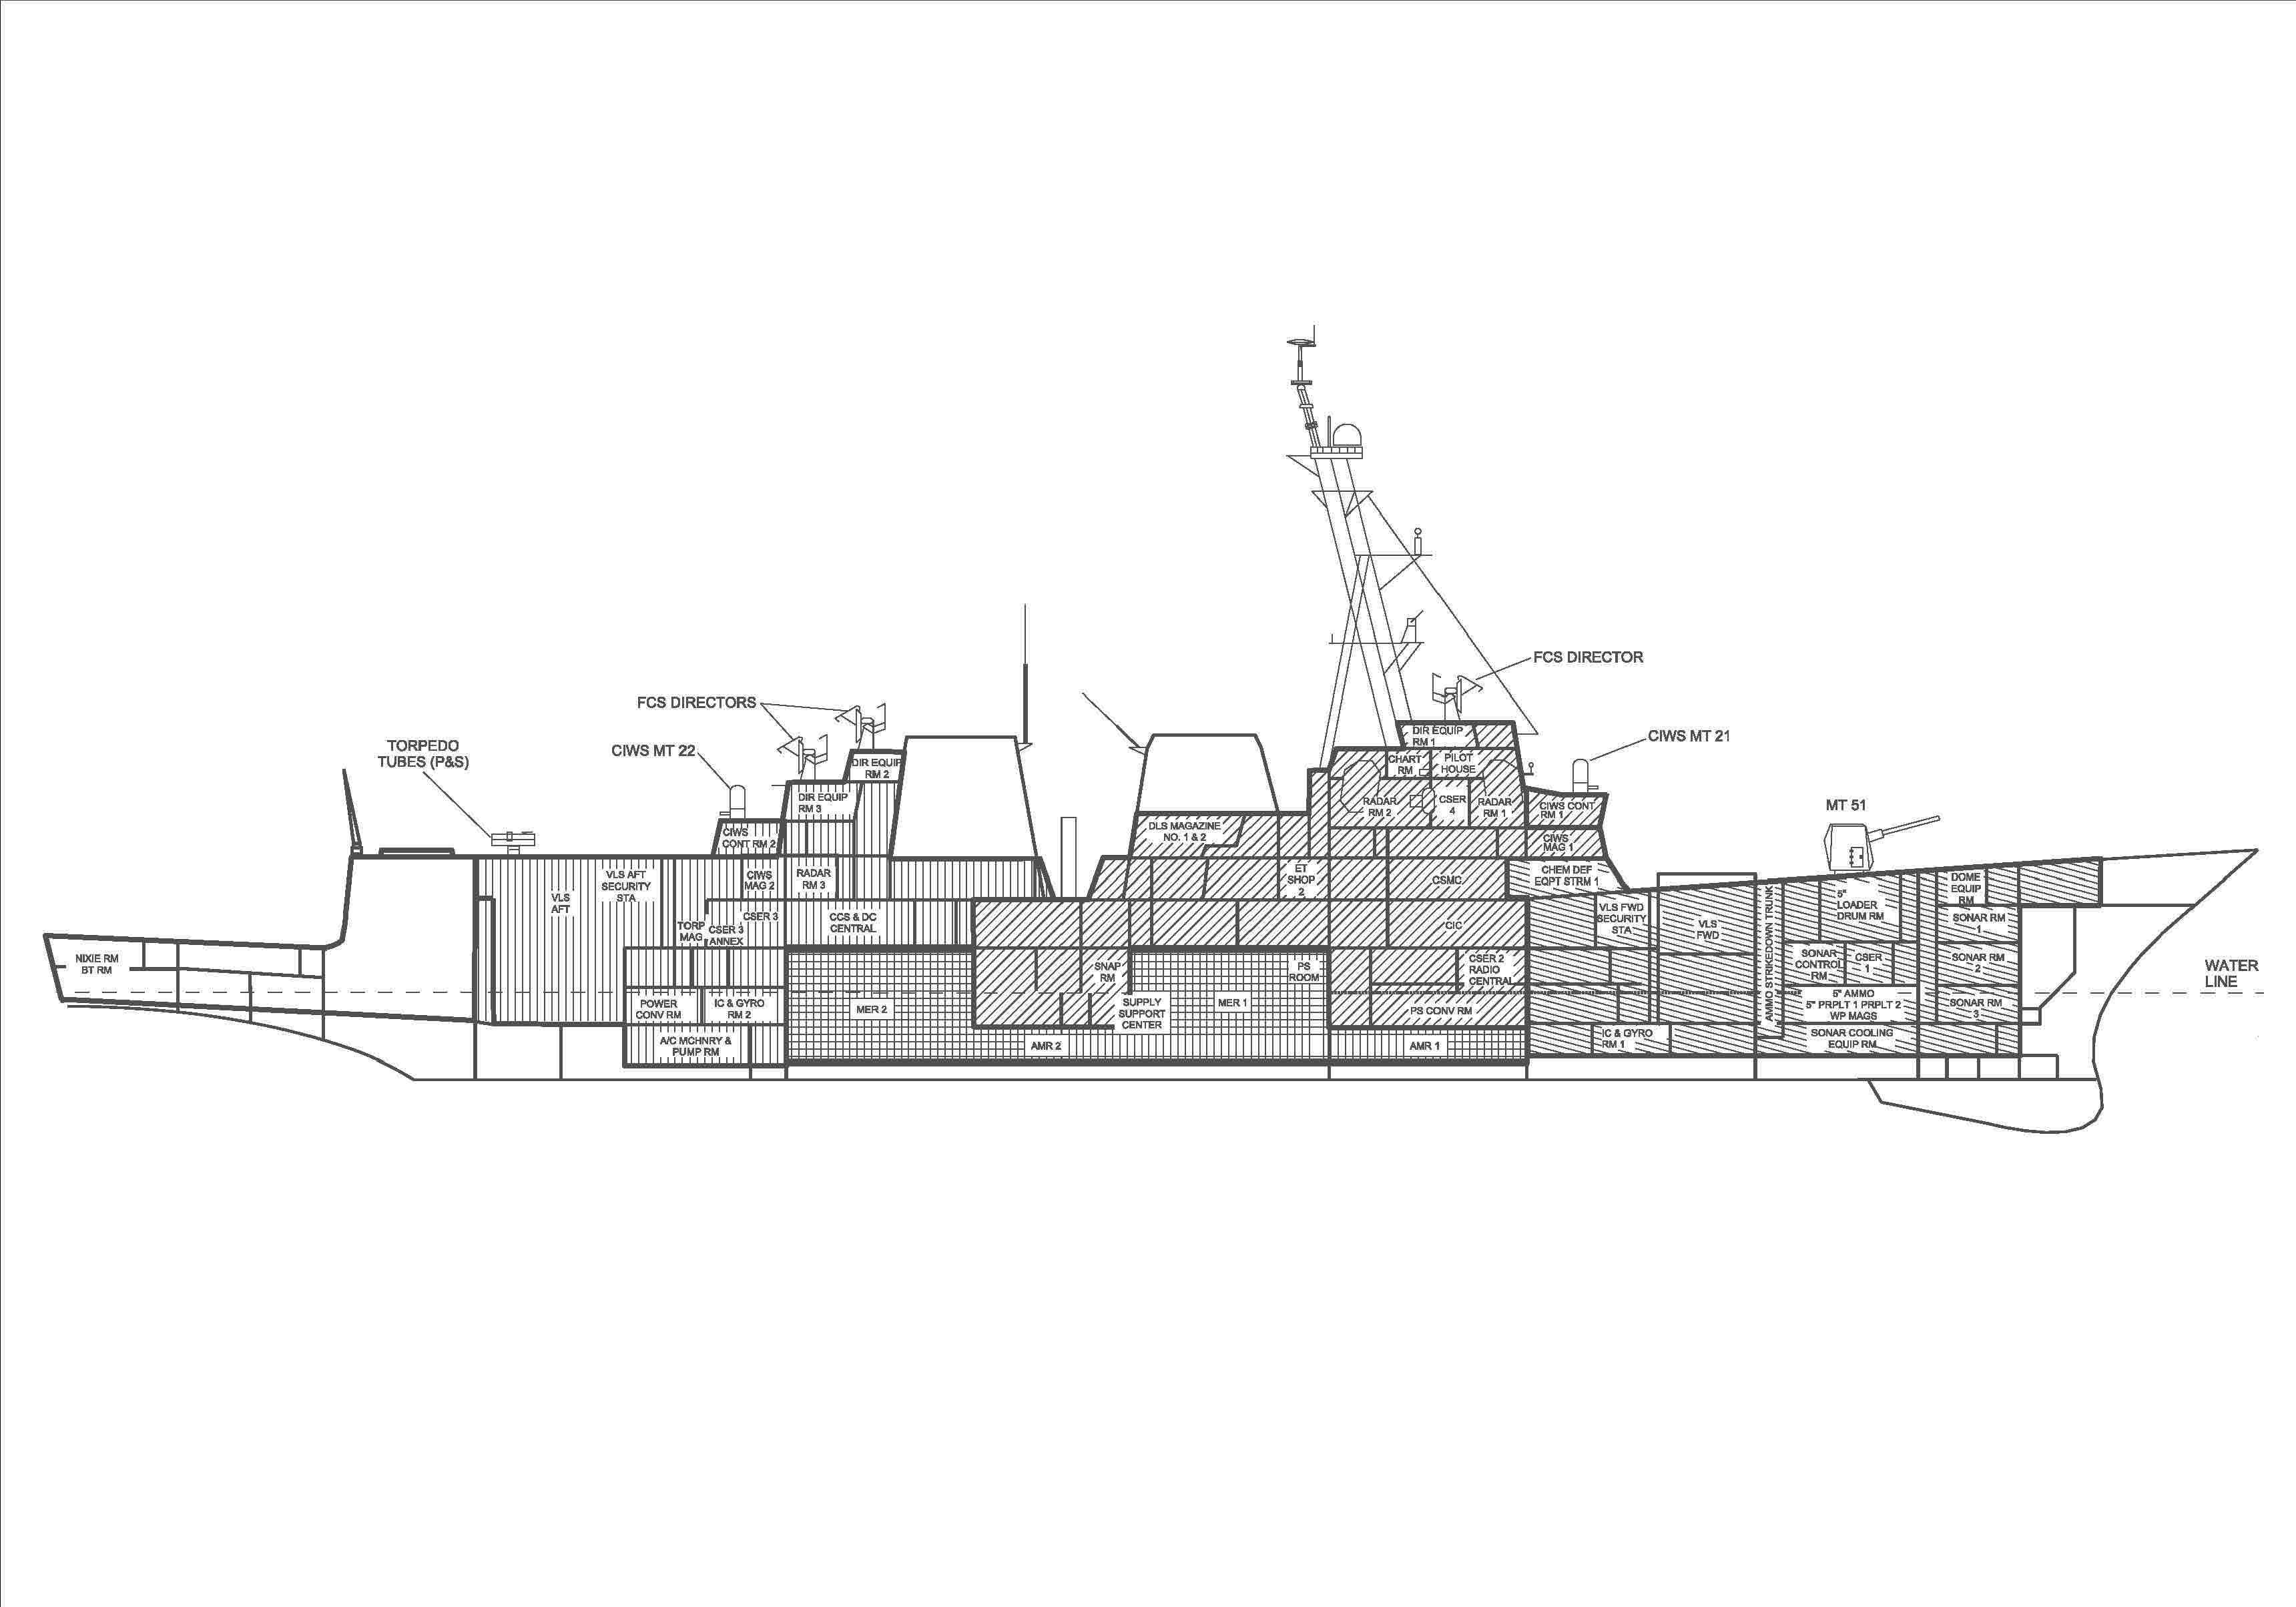 FCS DIRECTOR
FCS DIRECTORS
CIWS MT 21
TORPEDO
TUBES (P&S)
CIWS MT 22
MT 51
DIR EQUIP
RM 1
DIR EQUIP
RM 2
CHART
RM
PILOT
HOUSE
DIR EQUIP
RM 3
RADAR
RM 2
CSER
4
RADAR
RM 1
CIWS CONT
RM 1
CIWS
CONT RM 2
DLS MAGAZINE
NO. 1 & 2
CIWS
MAG 1
VLS AFT
SECURITY
STA
VLS
AFT
CIWS
MAG 2
RADAR
RM 3
ET
SHOP
2
CSMC
CHEM DEF
EQPT STRM 1
5"
LOADER
DRUM RM
DOME
EQUIP
RM
TORP
MAG
CSER 3
CSER 3
ANNEX
CCS & DC
CENTRAL
CIC
VLS FWD
SECURITY
STA
VLS
FWD
AMMO STRIKEDOWN TRUNK
SONAR RM
1
NIXIE RM
BT RM
SNAP
RM
PS
ROOM
CSER 2
RADIO
CENTRAL
SONAR
CONTROL
RM
CSER
1
SONAR RM
2
WATER
LINE
POWER
CONV RM
IC & GYRO
RM 2
MER 2
SUPPLY
SUPPORT
CENTER
MER 1
PS CONV RM
5" AMMO
5" PRPLT 1 PRPLT 2
WP MAGS
SONAR RM
3
A/C MCHNRY &
PUMP RM
AMR 2
AMR 1
IC & GYRO
RM 1
SONAR COOLING
EQUIP RM